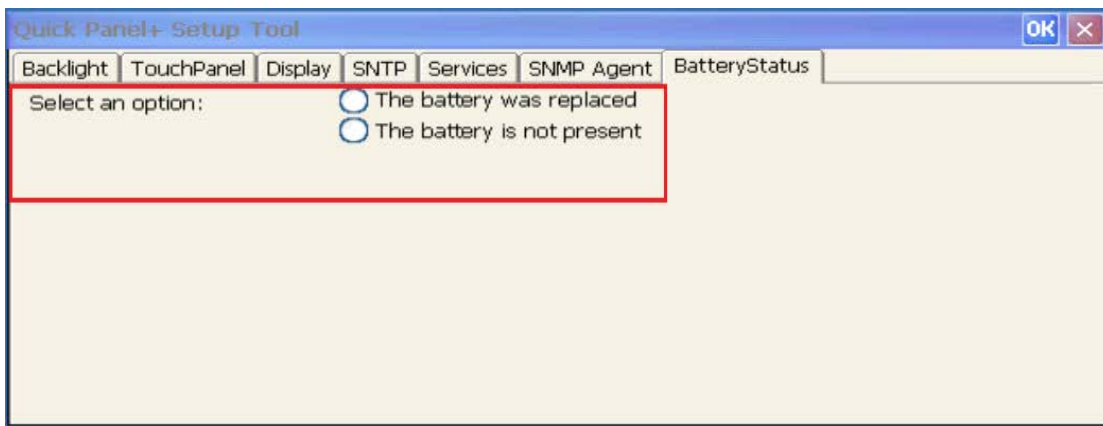 Quick Panel+ Setup Tool OK
Backlight TouchPanel Display SNTP Services SNMP Agent BatteryStatus
Select an option: The battery was replaced
The battery is not present